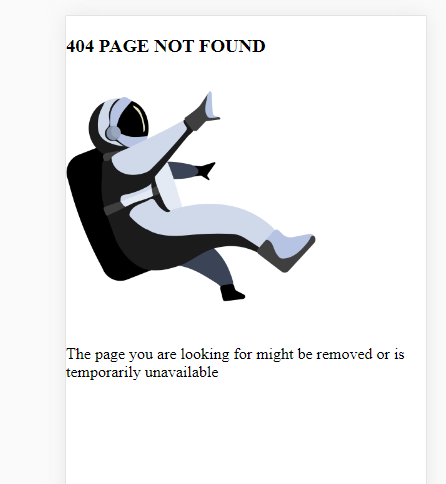 404 PAGE NOT FOUND
The page you are looking for might be removed or is
temporarily unavailable